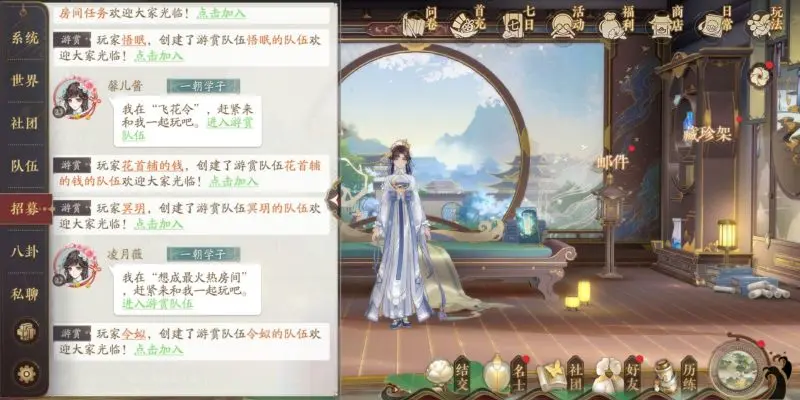 系统
世界
社团
队伍
招募
八卦
私聊
房间任务欢迎大家光临！点击加入
游赏 玩家悟眠，创建了游赏队伍悟眠的队伍欢
迎大家光临！点击加入
馨儿酱 一朝学子
我在“飞花令”，赶紧来
和我一起玩吧。进入游赏
队伍
游赏 玩家花首辅的钱，创建了游赏队伍花首辅
的钱的队伍欢迎大家光临！点击加入
游赏 玩家冥玥，创建了游赏队伍冥玥的队伍欢
迎大家光临！点击加入
凌月薇 一朝学子
我在“想成最火热房间”
，赶紧来和我一起玩吧。
进入游赏队伍
游赏 玩家令姒，创建了游赏队伍令姒的队伍欢
迎大家光临！点击加入
问卷
首充
七日
活动
福利
商店
日常
玩法
邮件
藏珍架
结交
名士
社团
好友
历练